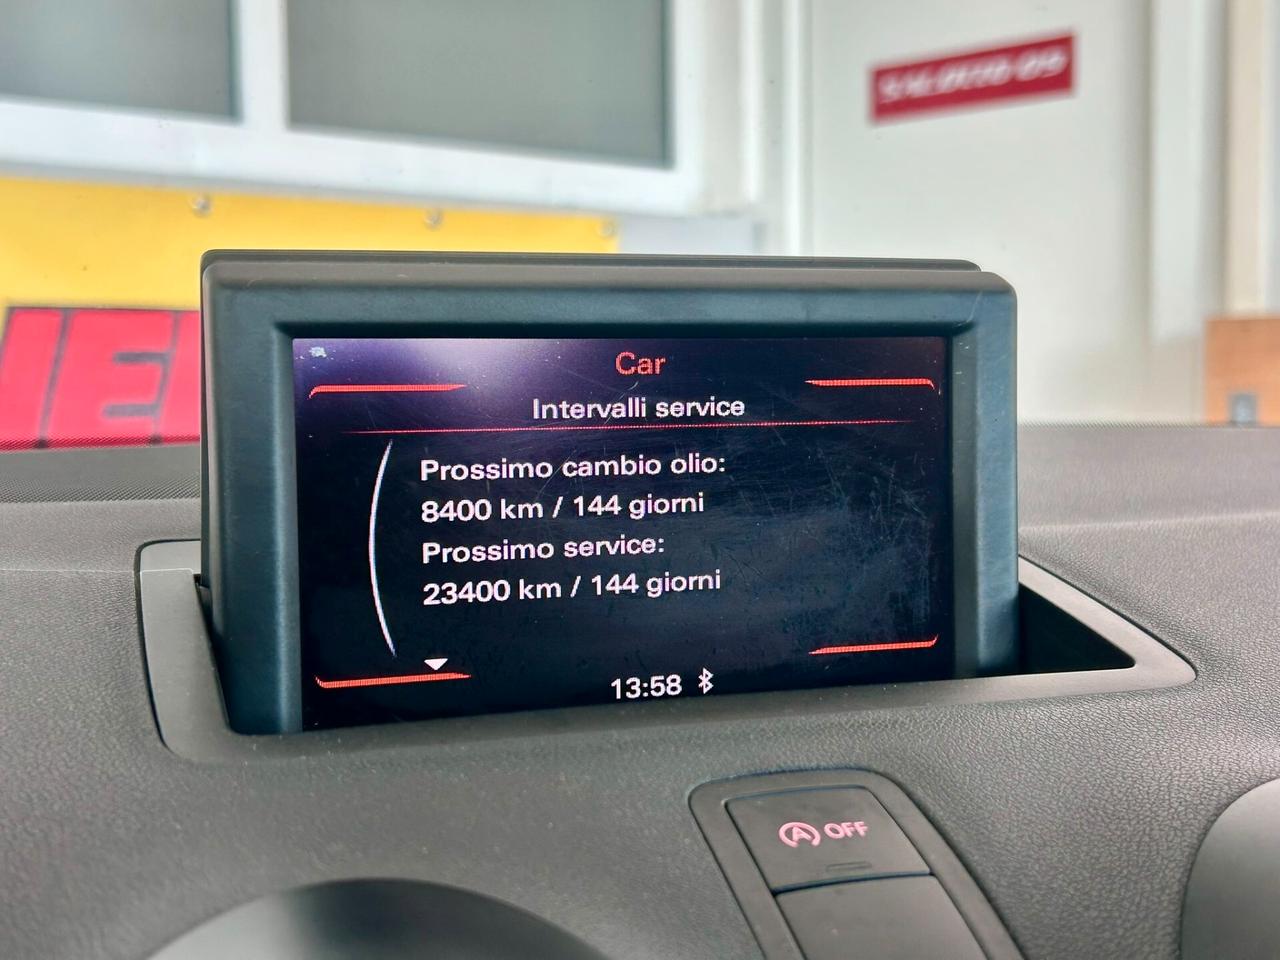 IE
Car
Intervalli service
Prossimo cambio olio:
8400 km / 144 giorni
Prossimo service:
23400 km / 144 giorni
13:58
A OFF